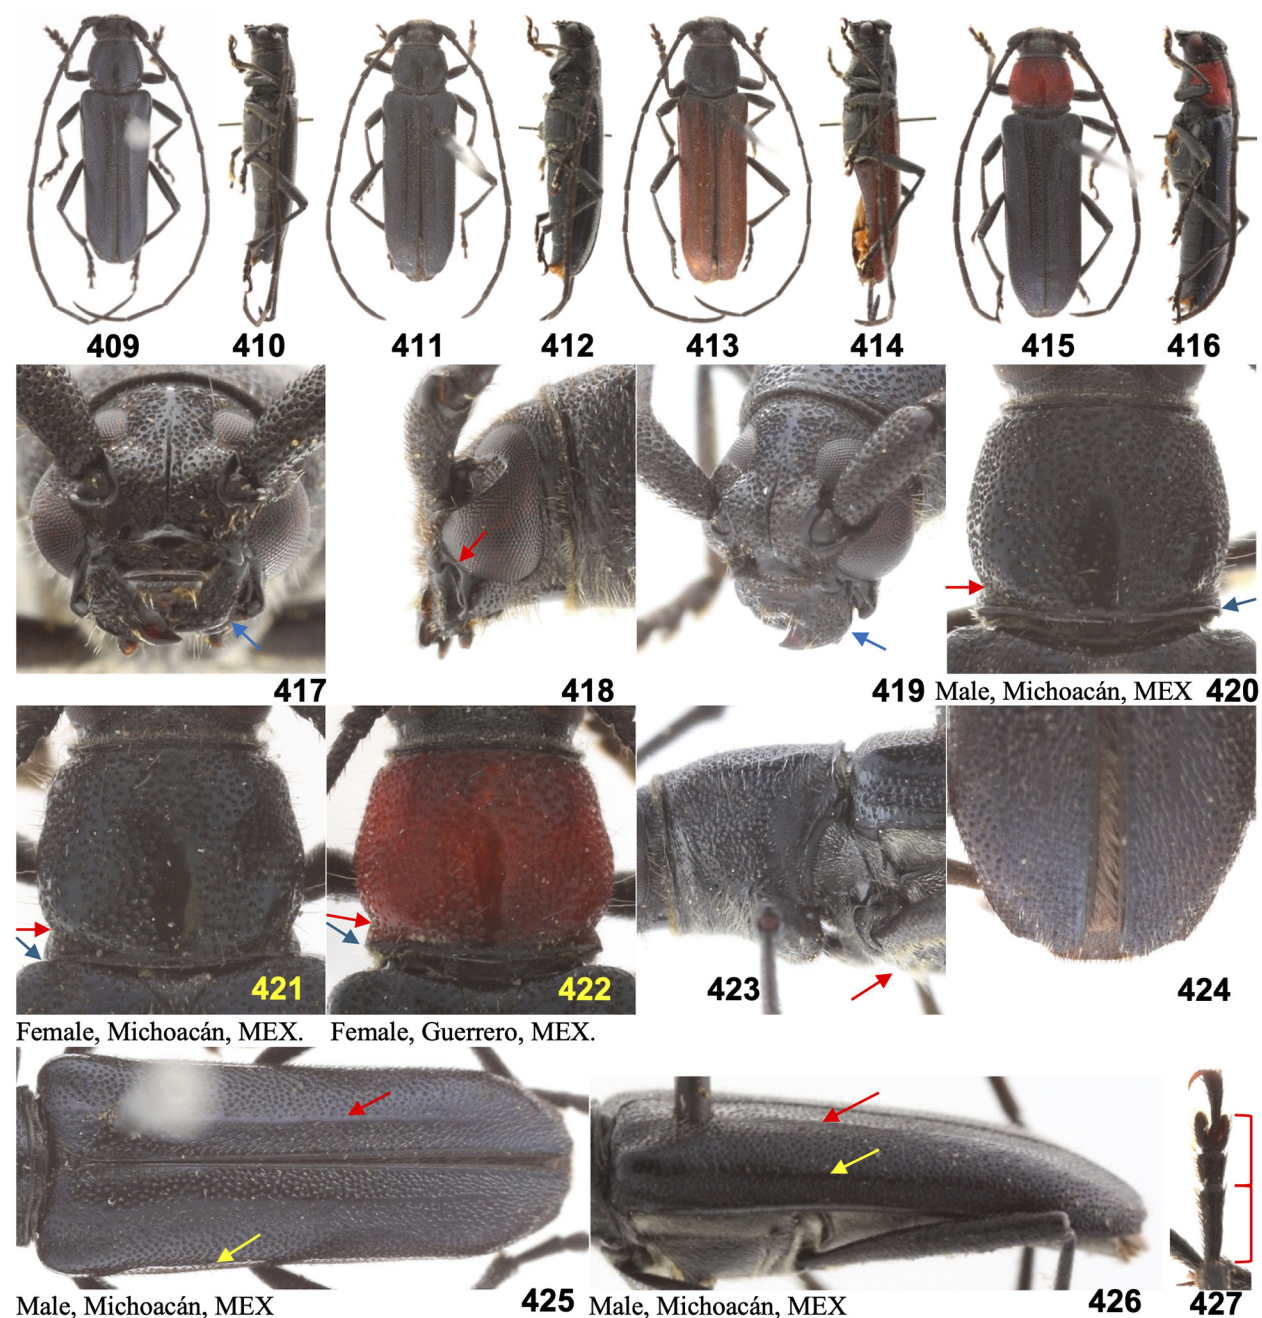 409 410 411 412 413 414 415 416
417 418 419 Male, Michoacán, MEX 420
421 422 423 424
Female, Michoacán, MEX. Female, Guerrero, MEX.
Male, Michoacán, MEX 425 Male, Michoacán, MEX 426 427